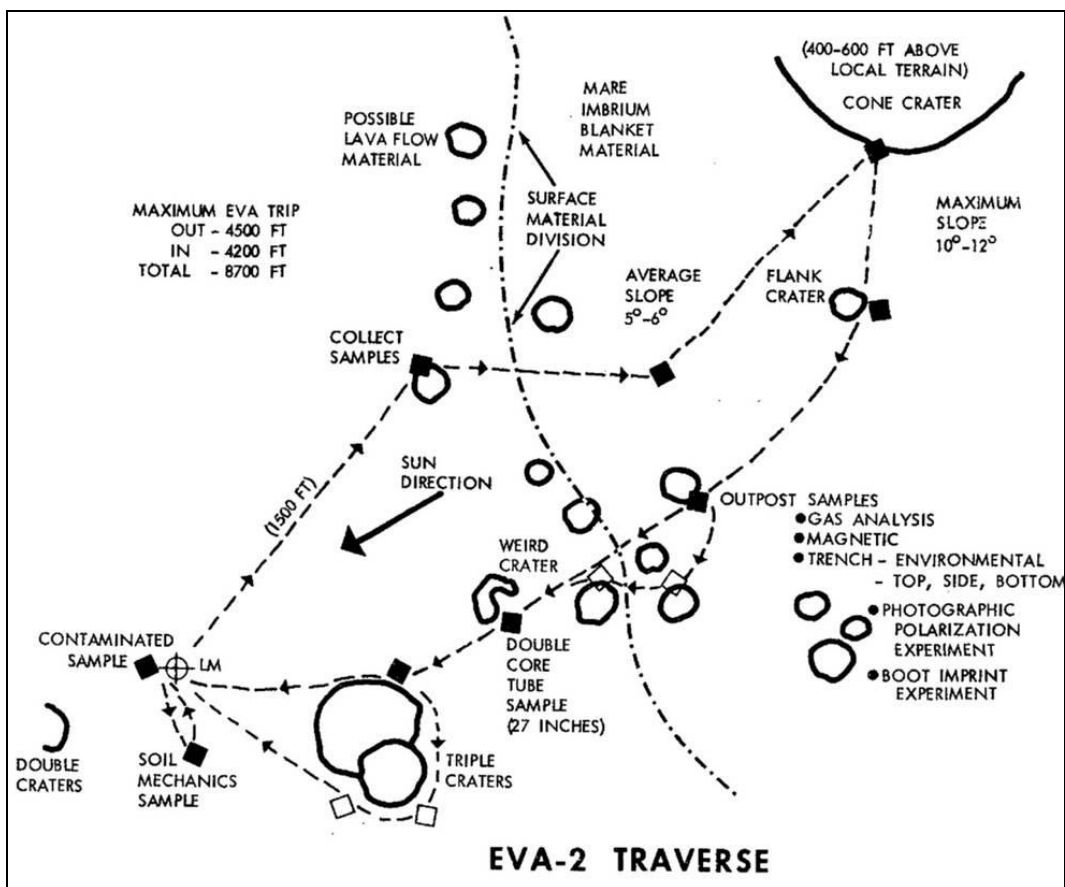 (400-600 FT ABOVE
LOCAL TERRAIN)
CONE CRATER
MARE
IMBRIUM
BLANKET
MATERIAL
POSSIBLE
LAVA FLOW
MATERIAL
SURFACE
MATERIAL
DIVISION
MAXIMUM EVA TRIP
OUT - 4500 FT
IN - 4200 FT
TOTAL - 8700 FT
MAXIMUM
SLOPE
10°-12°
AVERAGE
SLOPE
5°-6°
FLANK
CRATER
COLLECT
SAMPLES
(1500 FT)
SUN
DIRECTION
OUTPOST SAMPLES
●GAS ANALYSIS
●MAGNETIC
●TRENCH - ENVIRONMENTAL
- TOP, SIDE, BOTTOM
●PHOTOGRAPHIC
POLARIZATION
EXPERIMENT
●BOOT IMPRINT
EXPERIMENT
WEIRD
CRATER
CONTAMINATED
SAMPLE
LM
DOUBLE
CORE
TUBE
SAMPLE
(27 INCHES)
DOUBLE
CRATERS
SOIL
MECHANICS
SAMPLE
TRIPLE
CRATERS
EVA-2 TRAVERSE